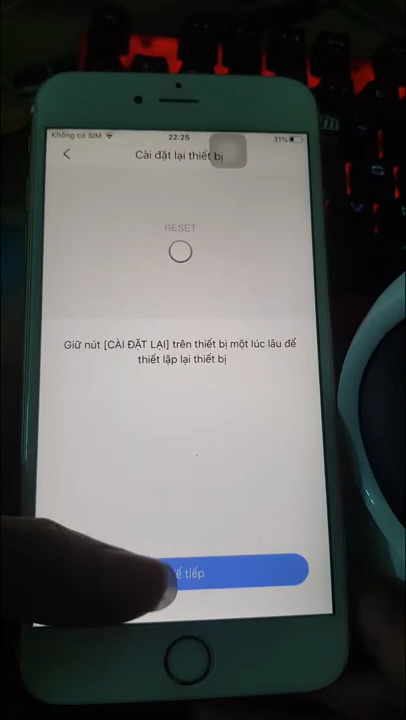 Không có SIM
22:25
31%
Cài đặt lại thiết bị
RESET
Giữ nút [CÀI ĐẶT LẠI] trên thiết bị một lúc lâu để
thiết lập lại thiết bị
tiếp